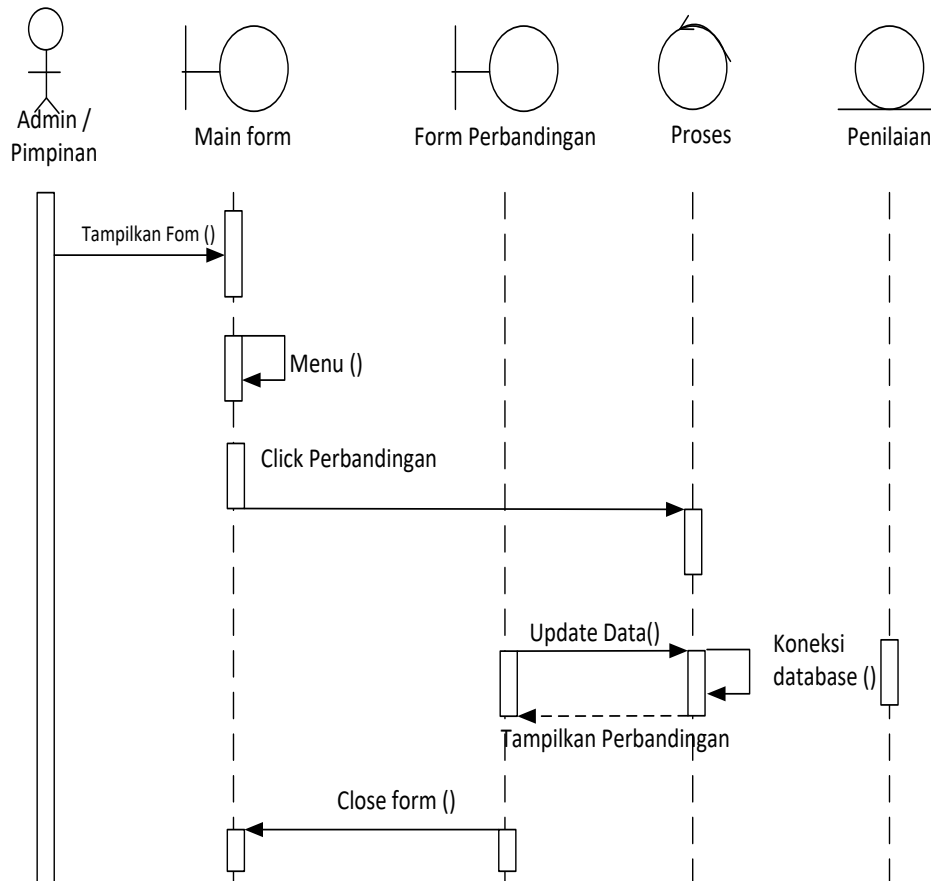 Admin /
Pimpinan
Main form
Form Perbandingan
Proses
Penilaian
Tampilkan Fom ()
Menu ()
Click Perbandingan
Update Data()
Koneksi
database ()
Tampilkan Perbandingan
Close form ()